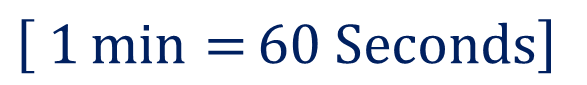 [ 1 min = 60 Seconds]